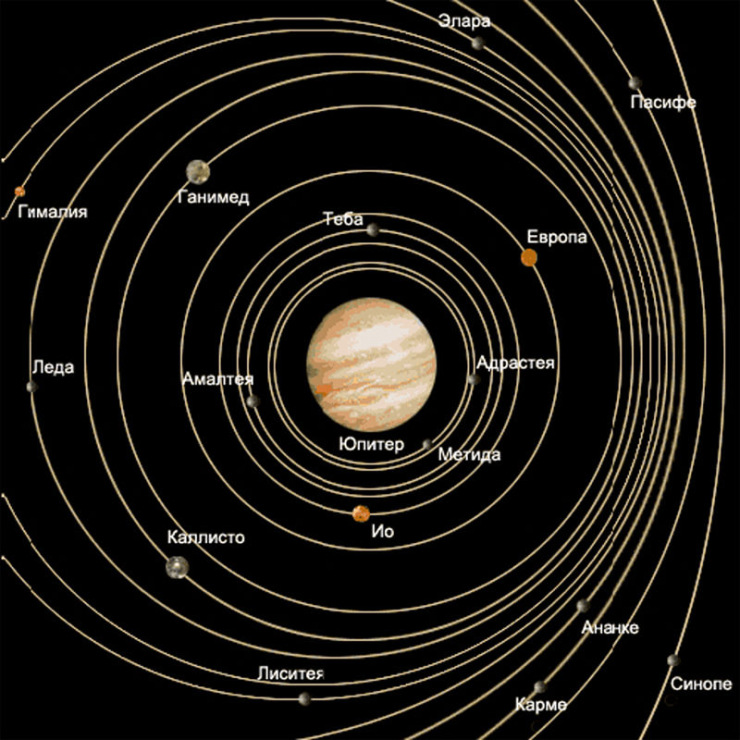 Элара
Пасифе
Ганимед
Гималия
Теба
Европа
Леда
Амалтея
Адрастея
Юпитер
Метида
Ио
Каллисто
Ананке
Лиситея
Синопе
Карме